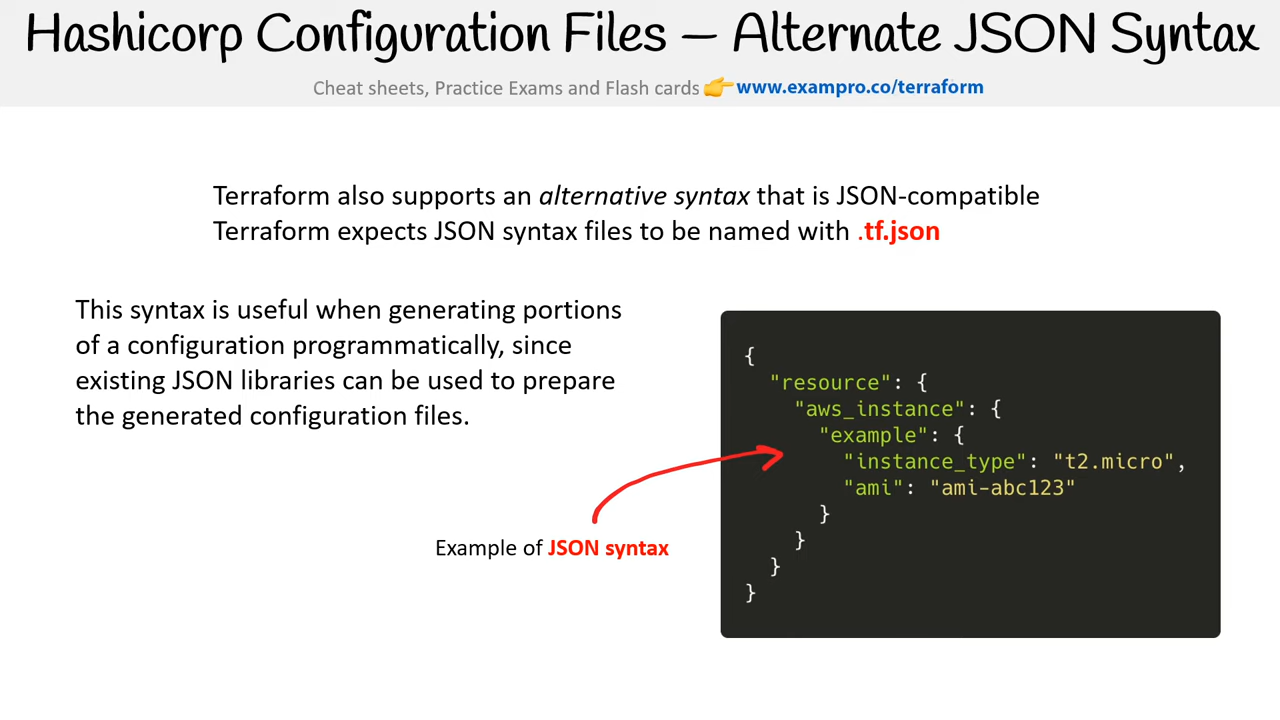 Hashicorp Configuration Files – Alternate JSON Syntax
Cheat sheets, Practice Exams and Flash cards 👉 www.exampro.co/terraform
Terraform also supports an alternative syntax that is JSON-compatible
Terraform expects JSON syntax files to be named with .tf.json
This syntax is useful when generating portions
of a configuration programmatically, since
existing JSON libraries can be used to prepare
the generated configuration files.
{
  "resource": {
    "aws_instance": {
      "example": {
        "instance_type": "t2.micro",
        "ami": "ami-abc123"
      }
    }
  }
}
Example of JSON syntax